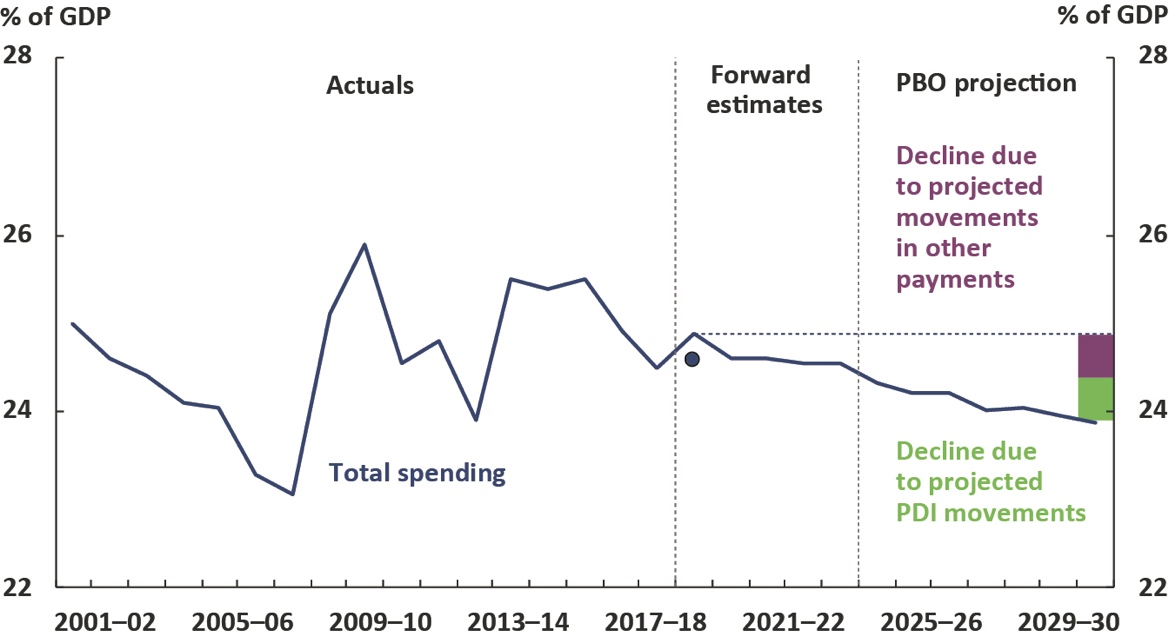 % of GDP
% of GDP
28
28
Actuals
Forward
estimates
PBO projection
Decline due
to projected
movements
in other
payments
26
26
24
24
Total spending
Decline due
to projected
PDI movements
22
22
2001–02
2005–06
2009–30
2013–14
2017–18
2021–22
2025–26
2029–30